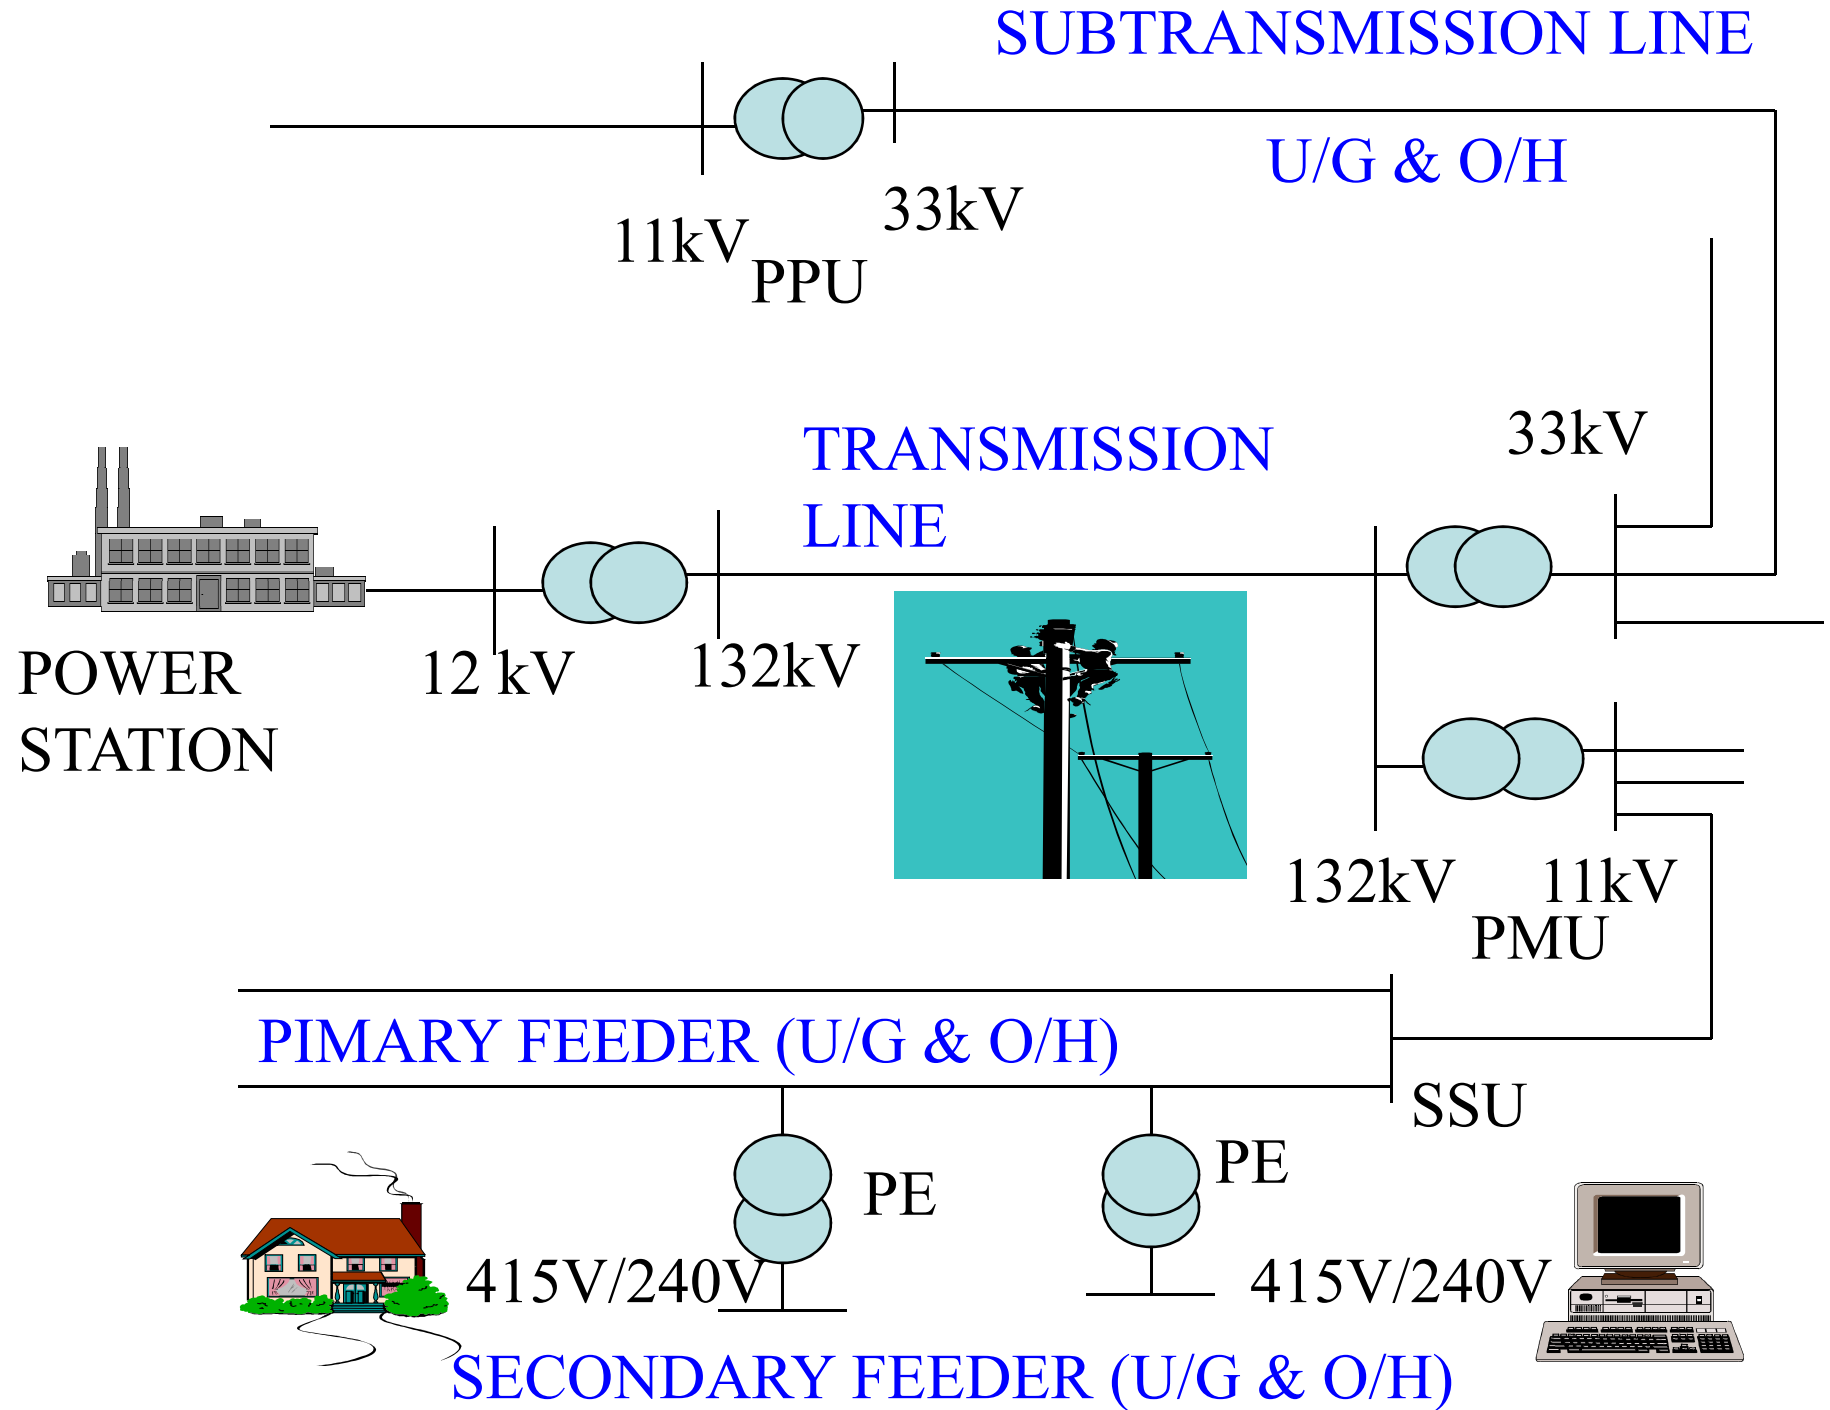 SUBTRANSMISSION LINE
U/G & O/H
33kV
11kV
PPU
33kV
TRANSMISSION
LINE
POWER
STATION
12 kV
132kV
132kV
11kV
PMU
PIMARY FEEDER (U/G & O/H)
SSU
PE
PE
415V/240V
415V/240V
SECONDARY FEEDER (U/G & O/H)